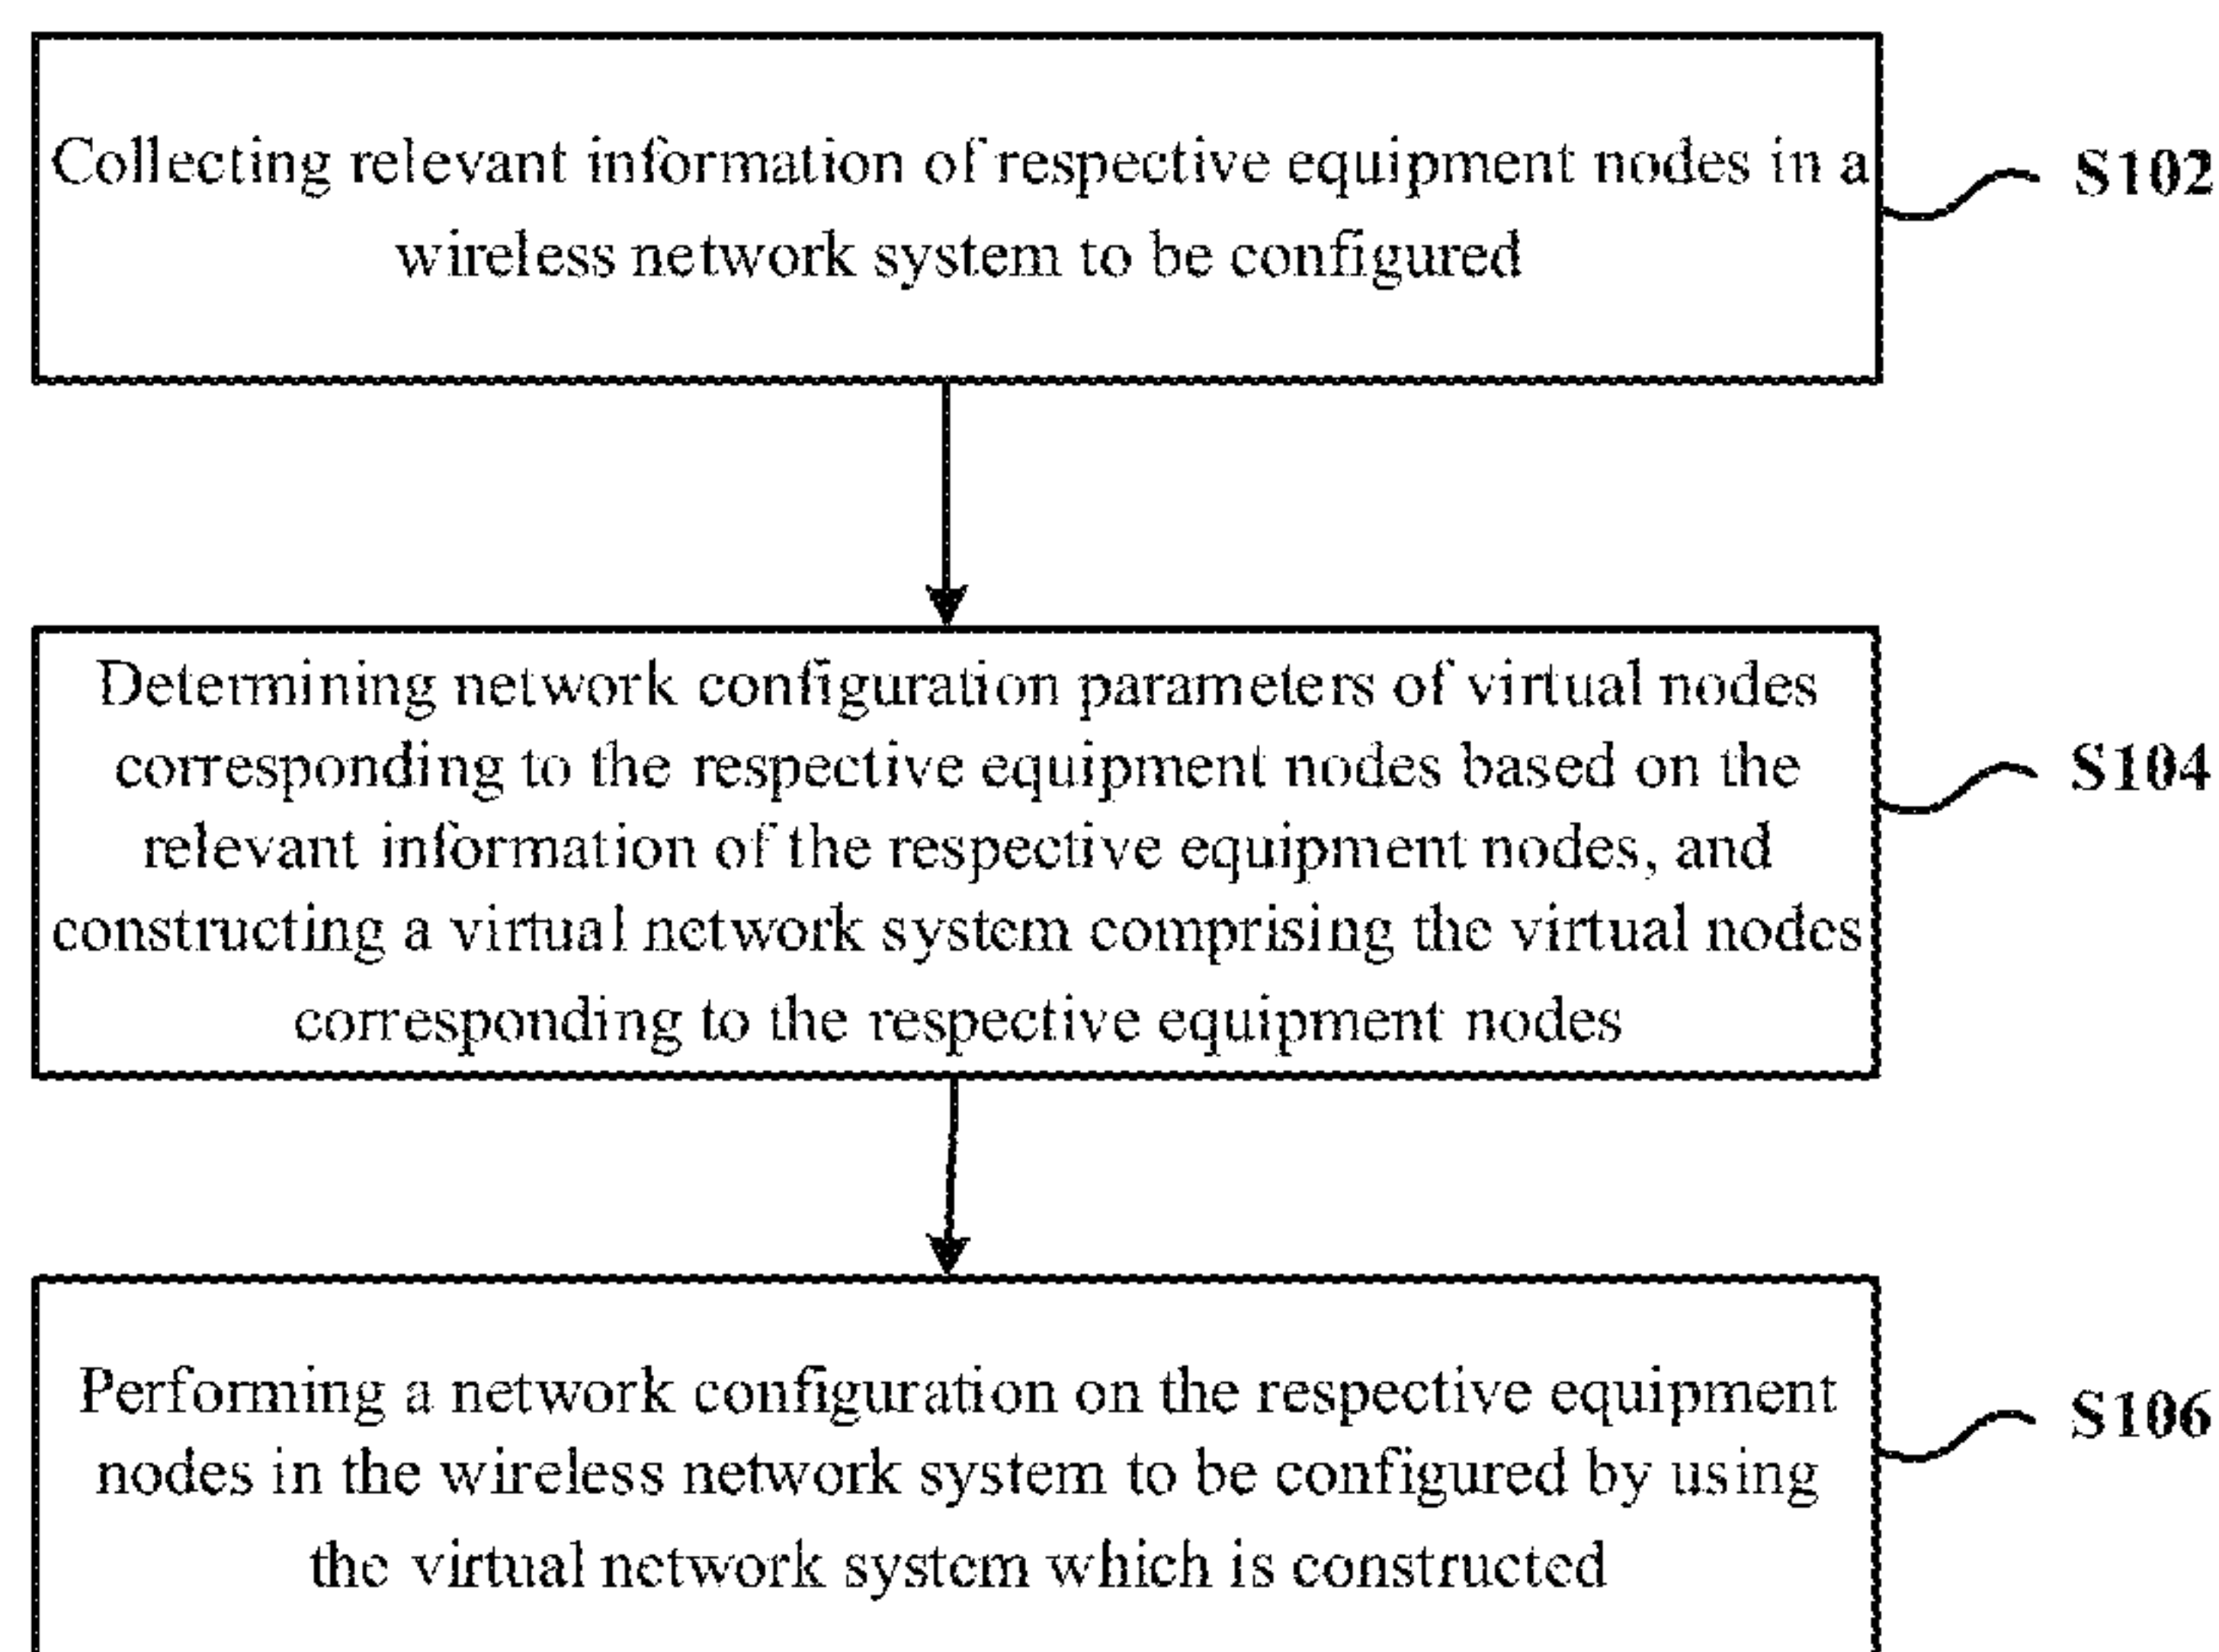 Collecting relevant information of respective equipment nodes in a
wireless network system to be configured
S102
Determining network configuration parameters of virtual nodes
corresponding to the respective equipment nodes based on the
relevant information of the respective equipment nodes, and
constructing a virtual network system comprising the virtual nodes
corresponding to the respective equipment nodes
S104
Performing a network configuration on the respective equipment
nodes in the wireless network system to be configured by using
the virtual network system which is constructed
S106